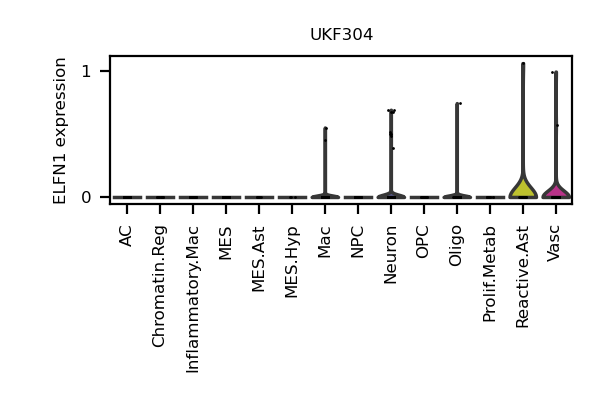 UKF304
ELFN1 expression
1
0
AC
Chromatin.Reg
Inflammatory.Mac
MES
MES.Ast
MES.Hyp
Mac
NPC
Neuron
OPC
Oligo
Prolif.Metab
Reactive.Ast
Vasc